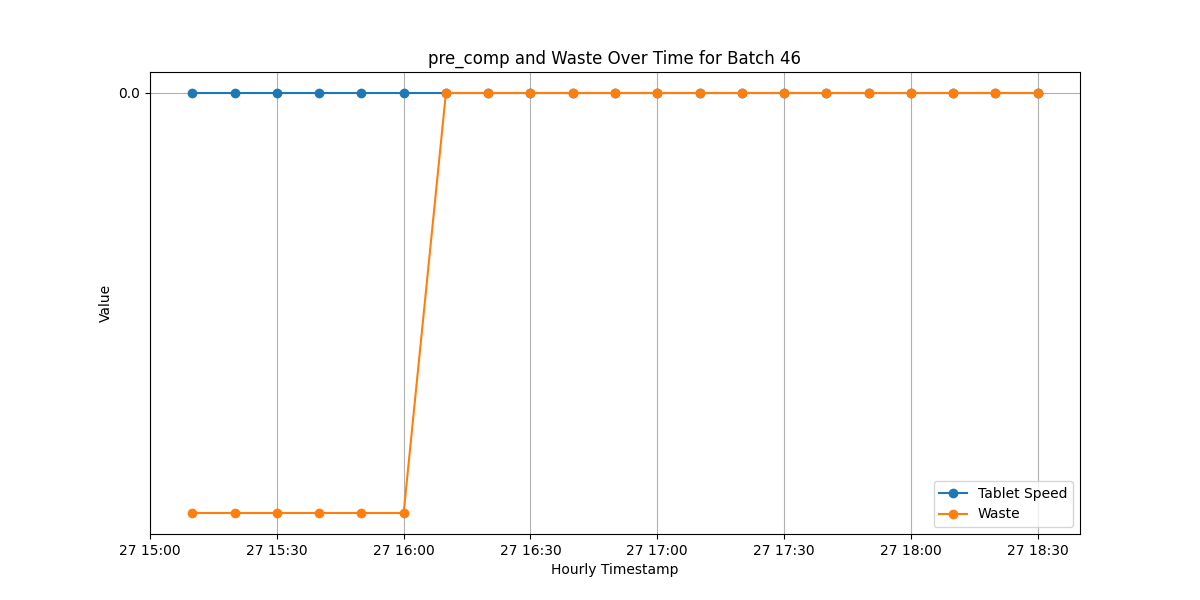 pre_comp and Waste Over Time for Batch 46
0.0
Value
Tablet Speed
Waste
27 15:00 27 15:30 27 16:00 27 16:30 27 17:00 27 17:30 27 18:00 27 18:30
Hourly Timestamp